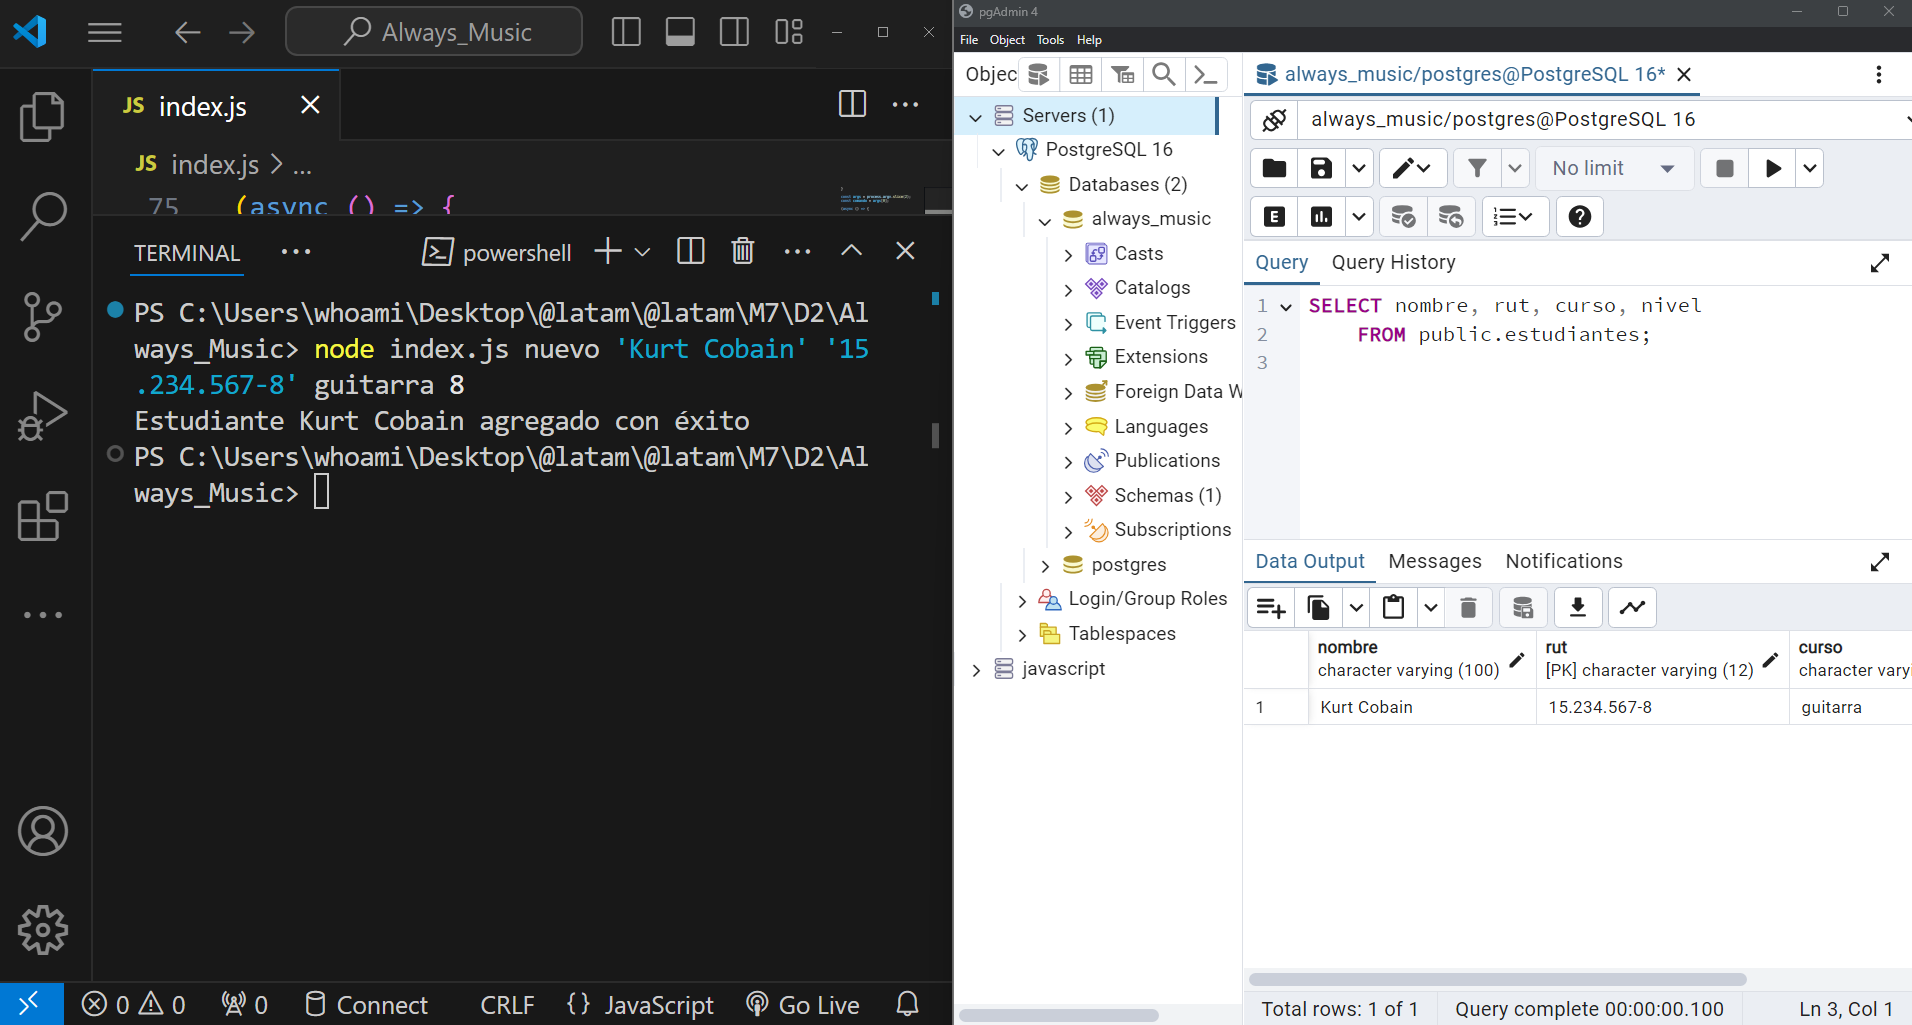 Always_Music
JS index.js
JS index.js > ...
75 (async () => {
TERMINAL
powershell
PS C:\Users\whoami\Desktop\@latam\@latam\M7\D2\Al
ways_Music> node index.js nuevo 'Kurt Cobain' '15
.234.567-8' guitarra 8
Estudiante Kurt Cobain agregado con éxito
PS C:\Users\whoami\Desktop\@latam\@latam\M7\D2\Al
ways_Music>
0 0 0 Connect CRLF {} JavaScript Go Live
pgAdmin 4
File Object Tools Help
Objec
Servers (1)
PostgreSQL 16
Databases (2)
always_music
Casts
Catalogs
Event Triggers
Extensions
Foreign Data W
Languages
Publications
Schemas (1)
Subscriptions
postgres
Login/Group Roles
Tablespaces
javascript
always_music/postgres@PostgreSQL 16*
always_music/postgres@PostgreSQL 16
No limit
E
Query Query History
1 SELECT nombre, rut, curso, nivel
2 FROM public.estudiantes;
3
Data Output Messages Notifications
nombre rut curso
character varying (100) [PK] character varying (12) character varyi
1 Kurt Cobain 15.234.567-8 guitarra
Total rows: 1 of 1 Query complete 00:00:00.100 Ln 3, Col 1